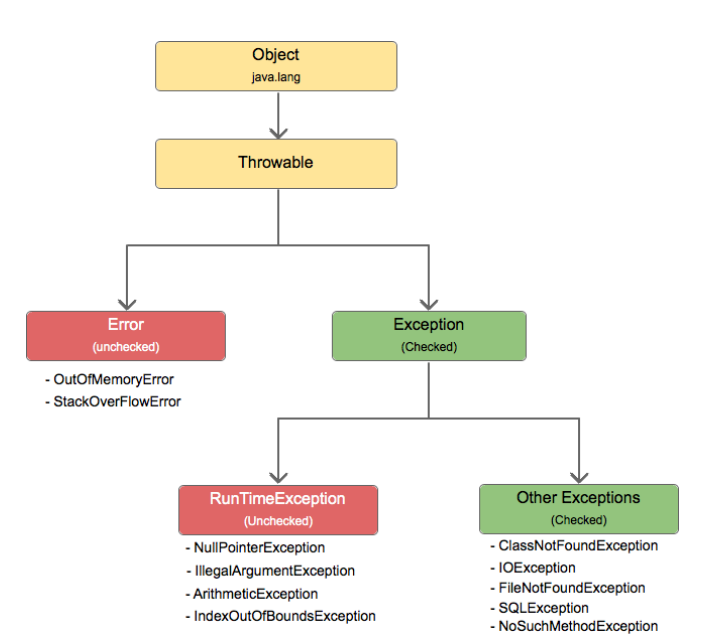 Object
java.lang
Throwable
Error
(unchecked)
Exception
(Checked)
- OutOfMemoryError
- StackOverFlowError
RunTimeException
(Unchecked)
Other Exceptions
(Checked)
- NullPointerException
- IllegalArgumentException
- ArithmeticException
- IndexOutOfBoundsException
- ClassNotFoundException
- IOException
- FileNotFoundException
- SQLException
- NoSuchMethodException